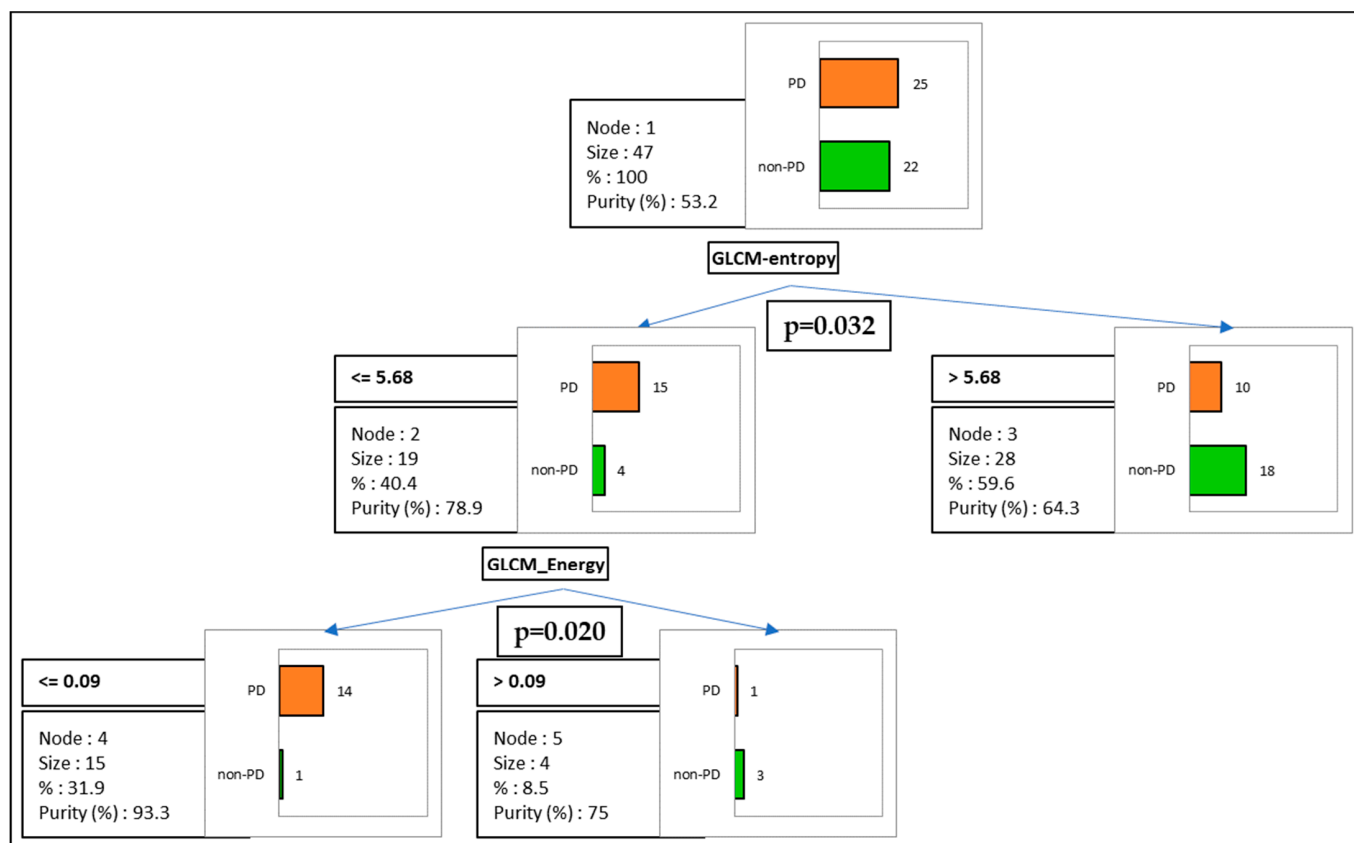 PD
25
non-PD
22
Node : 1
Size : 47
% : 100
Purity (%) : 53.2
GLCM-entropy
p=0.032
<= 5.68
Node : 2
Size : 19
% : 40.4
Purity (%) : 78.9
PD
15
non-PD
4
> 5.68
Node : 3
Size : 28
% : 59.6
Purity (%) : 64.3
PD
10
non-PD
18
GLCM_Energy
p=0.020
<= 0.09
Node : 4
Size : 15
% : 31.9
Purity (%) : 93.3
PD
14
non-PD
1
> 0.09
Node : 5
Size : 4
% : 8.5
Purity (%) : 75
PD
1
non-PD
3